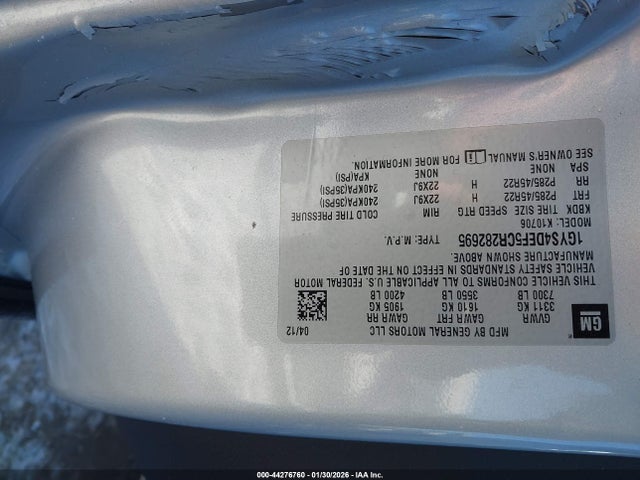 GM
MFD BY GENERAL MOTORS LLC 04/12
GVWR GAWR FRT GAWR RR
3311 KG 1610 KG 1905 KG
7300 LB 3550 LB 4200 LB
THIS VEHICLE CONFORMS TO ALL APPLICABLE U.S. FEDERAL MOTOR
VEHICLE SAFETY STANDARDS IN EFFECT ON THE DATE OF
MANUFACTURE SHOWN ABOVE.
1GYS4DEF5CR282695 TYPE: M.P.V.
MODEL: K10706
KBDK TIRE SIZE SPEED RTG RIM COLD TIRE PRESSURE
FRT P285/45R22 H 22X9J 240KPA(35PSI)
RR P285/45R22 H 22X9J 240KPA(35PSI)
SPA NONE NONE KPA(PSI)
SEE OWNER'S MANUAL FOR MORE INFORMATION.
000-44276760 - 01/30/2026 - IAA Inc.